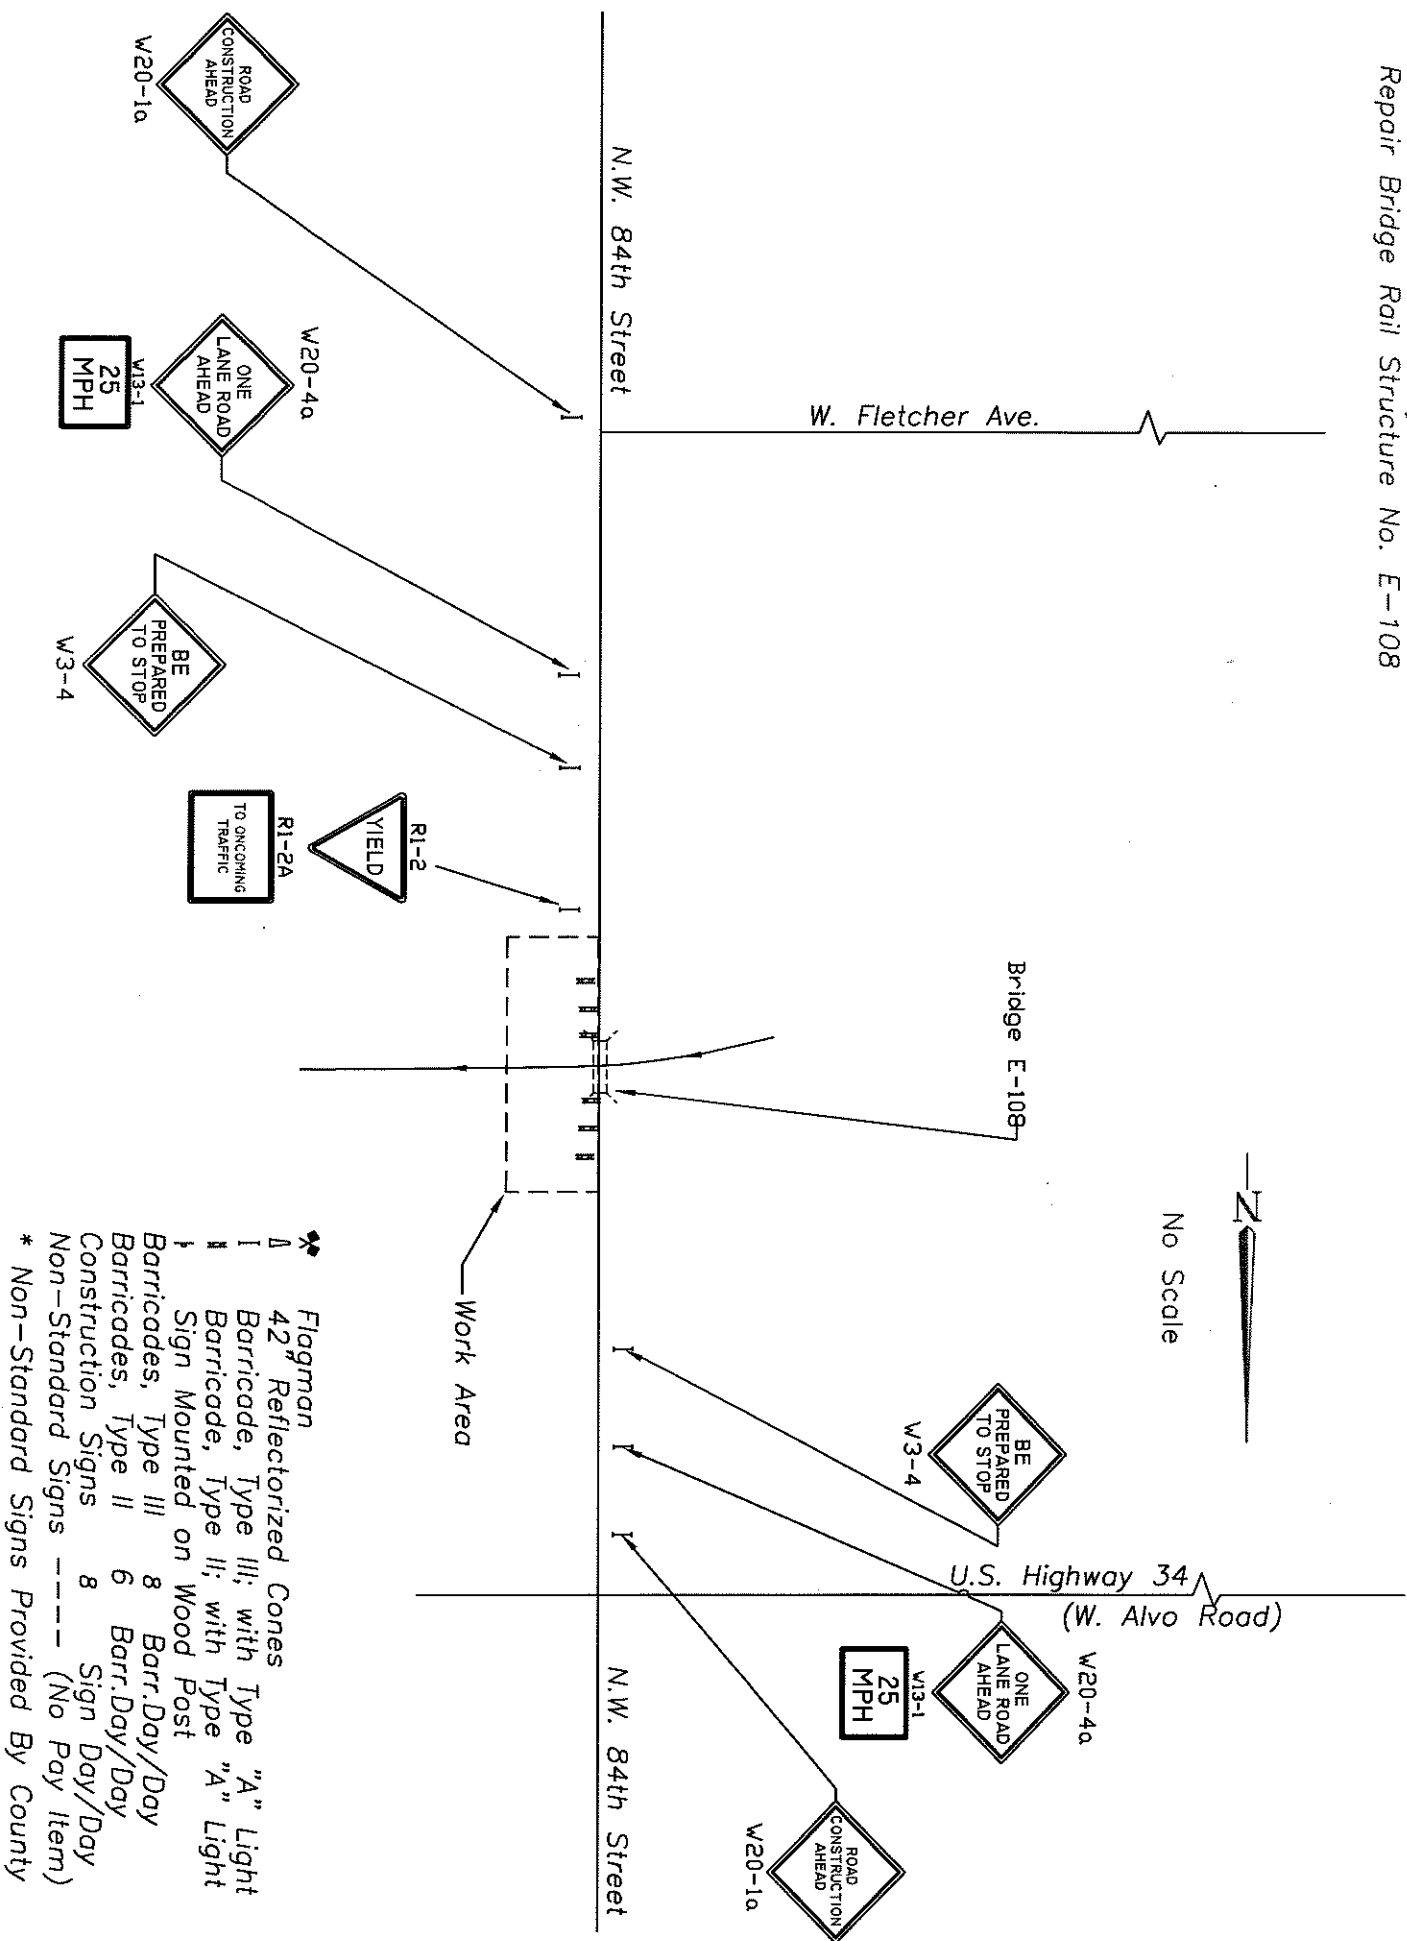 Repair Bridge Rail Structure No. E-108
N
No Scale
W. Fletcher Ave.
Bridge E-108
U.S. Highway 34
(W. Alvo Road)
N.W. 84th Street
N.W. 84th Street
ROAD
CONSTRUCTION
AHEAD
W20-1a
W20-4a
ONE
LANE ROAD
AHEAD
W13-1
25
MPH
BE
PREPARED
TO STOP
W3-4
R1-2
YIELD
R1-2A
TO ONCOMING
TRAFFIC
Work Area
BE
PREPARED
TO STOP
W3-4
W20-4a
ONE
LANE ROAD
AHEAD
W13-1
25
MPH
ROAD
CONSTRUCTION
AHEAD
W20-1a
Flagman
42" Reflectorized Cones
Barricade, Type III; with Type "A" Light
Barricade, Type II; with Type "A" Light
Sign Mounted on Wood Post
Barricades, Type III 8 Barr.Day/Day
Barricades, Type II 6 Barr.Day/Day
Construction Signs 8 Sign Day/Day
Non-Standard Signs ---- (No Pay Item)
* Non-Standard Signs Provided By County